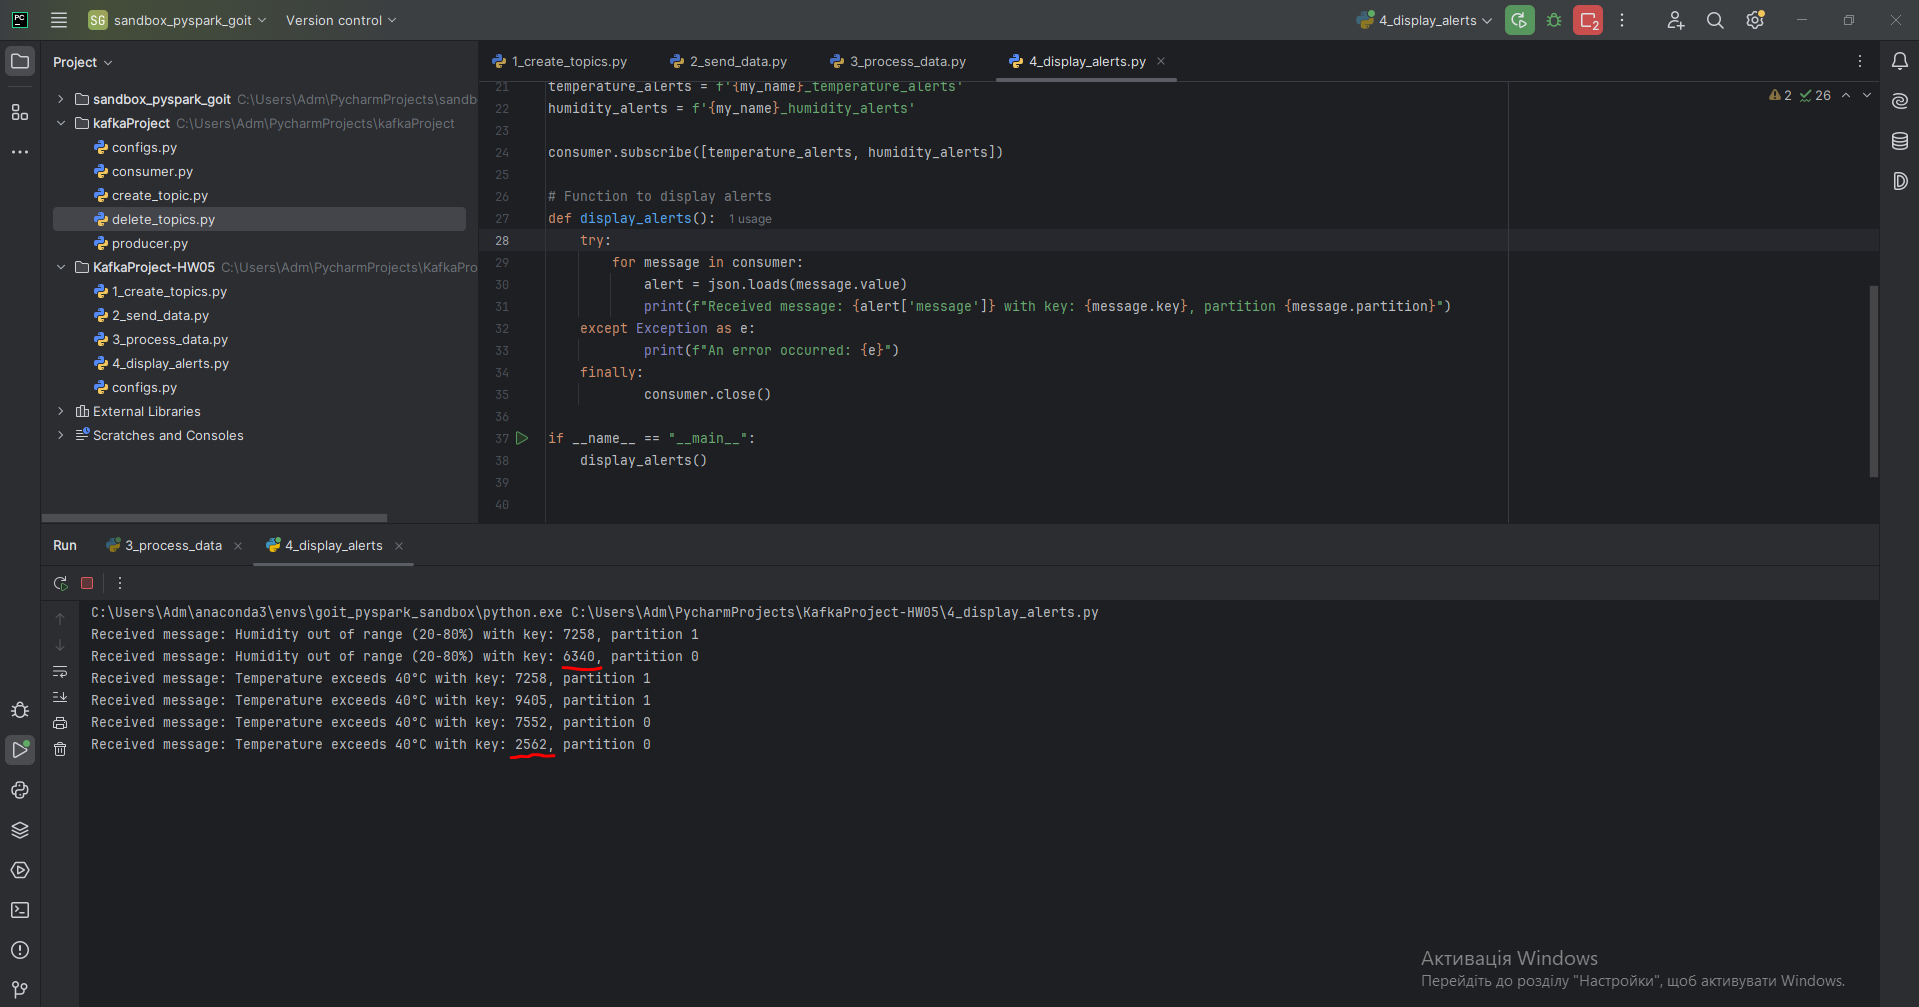 PC
SG sandbox_pyspark_goit
Version control
4_display_alerts
2
Project
1_create_topics.py
2_send_data.py
3_process_data.py
4_display_alerts.py
sandbox_pyspark_goit C:\Users\Adm\PycharmProjects\sandb
kafkaProject C:\Users\Adm\PycharmProjects\kafkaProject
configs.py
consumer.py
create_topic.py
delete_topics.py
producer.py
KafkaProject-HW05 C:\Users\Adm\PycharmProjects\KafkaPro
1_create_topics.py
2_send_data.py
3_process_data.py
4_display_alerts.py
configs.py
External Libraries
Scratches and Consoles
2 26
21 temperature_alerts = f'{my_name}_temperature_alerts'
22 humidity_alerts = f'{my_name}_humidity_alerts'
23
24 consumer.subscribe([temperature_alerts, humidity_alerts])
25
26 # Function to display alerts
27 def display_alerts(): 1 usage
28 try:
29 for message in consumer:
30 alert = json.loads(message.value)
31 print(f"Received message: {alert['message']} with key: {message.key}, partition {message.partition}")
32 except Exception as e:
33 print(f"An error occurred: {e}")
34 finally:
35 consumer.close()
36
37 if __name__ == "__main__":
38 display_alerts()
39
40
Run
3_process_data
4_display_alerts
C:\Users\Adm\anaconda3\envs\goit_pyspark_sandbox\python.exe C:\Users\Adm\PycharmProjects\KafkaProject-HW05\4_display_alerts.py
Received message: Humidity out of range (20-80%) with key: 7258, partition 1
Received message: Humidity out of range (20-80%) with key: 6340, partition 0
Received message: Temperature exceeds 40°C with key: 7258, partition 1
Received message: Temperature exceeds 40°C with key: 9405, partition 1
Received message: Temperature exceeds 40°C with key: 7552, partition 0
Received message: Temperature exceeds 40°C with key: 2562, partition 0
Активація Windows
Перейдіть до розділу "Настройки", щоб активувати Windows.